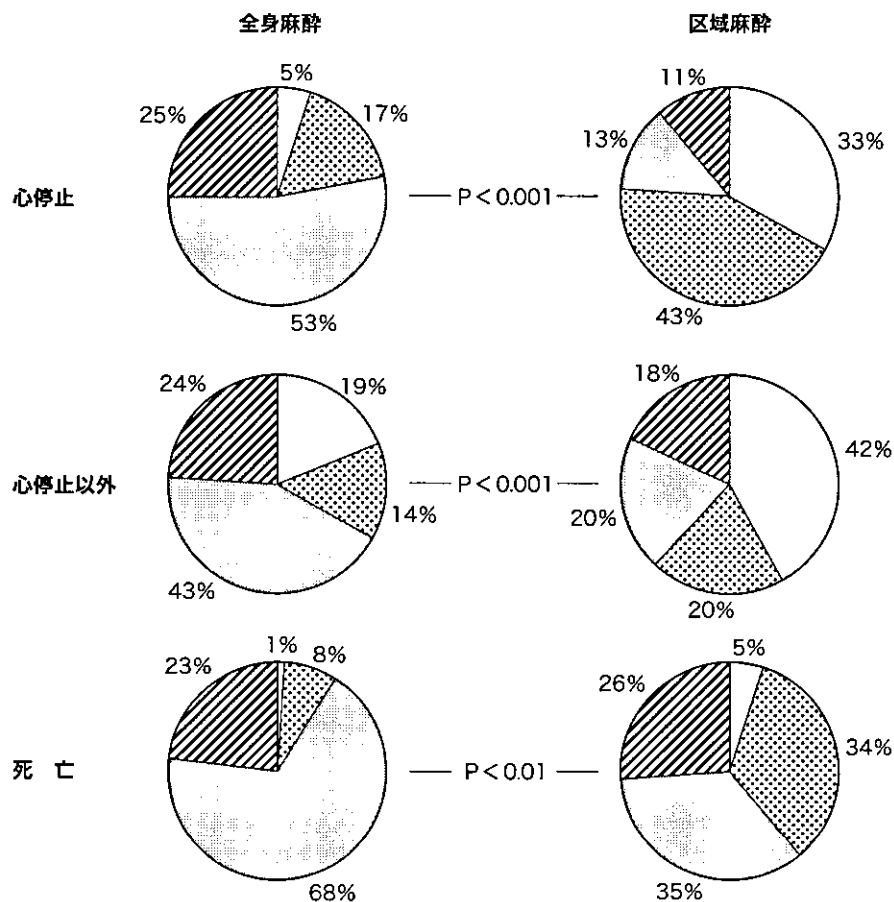 全身麻酔 区域麻酔
5% 11%
25% 17% 13% 33%
心停止 P<0.001
53% 43%
24% 19% 18% 42%
心停止以外 P<0.001
14% 20%
43% 20%
1% 8% 5%
23% 26% 34%
死 亡 P<0.01
68% 35%